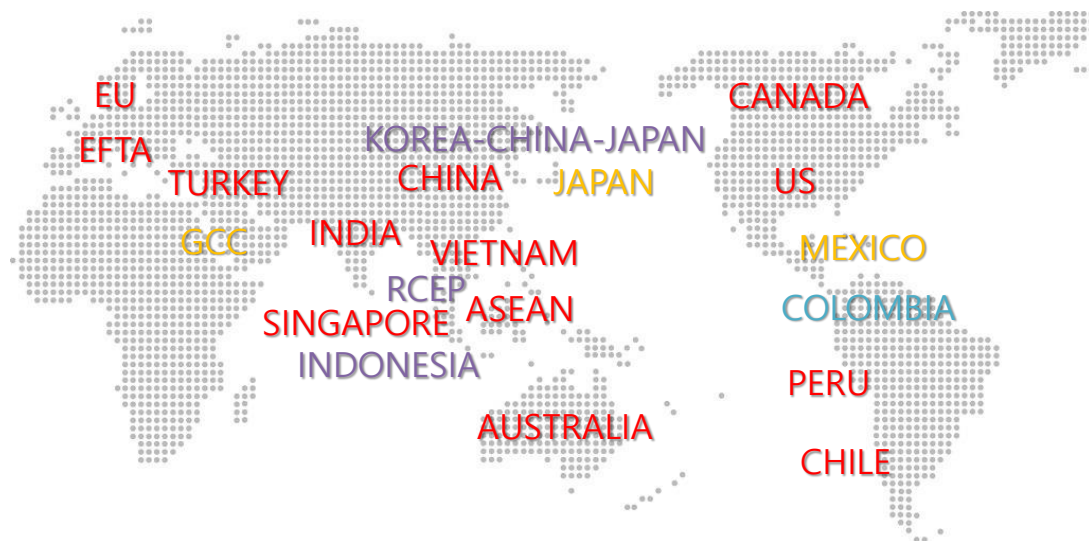 EU
CANADA
KOREA-CHINA-JAPAN
EFTA
TURKEY
CHINA
JAPAN
US
INDIA
GCC
VIETNAM
MEXICO
RCEP
ASEAN
COLOMBIA
SINGAPORE
INDONESIA
PERU
AUSTRALIA
CHILE